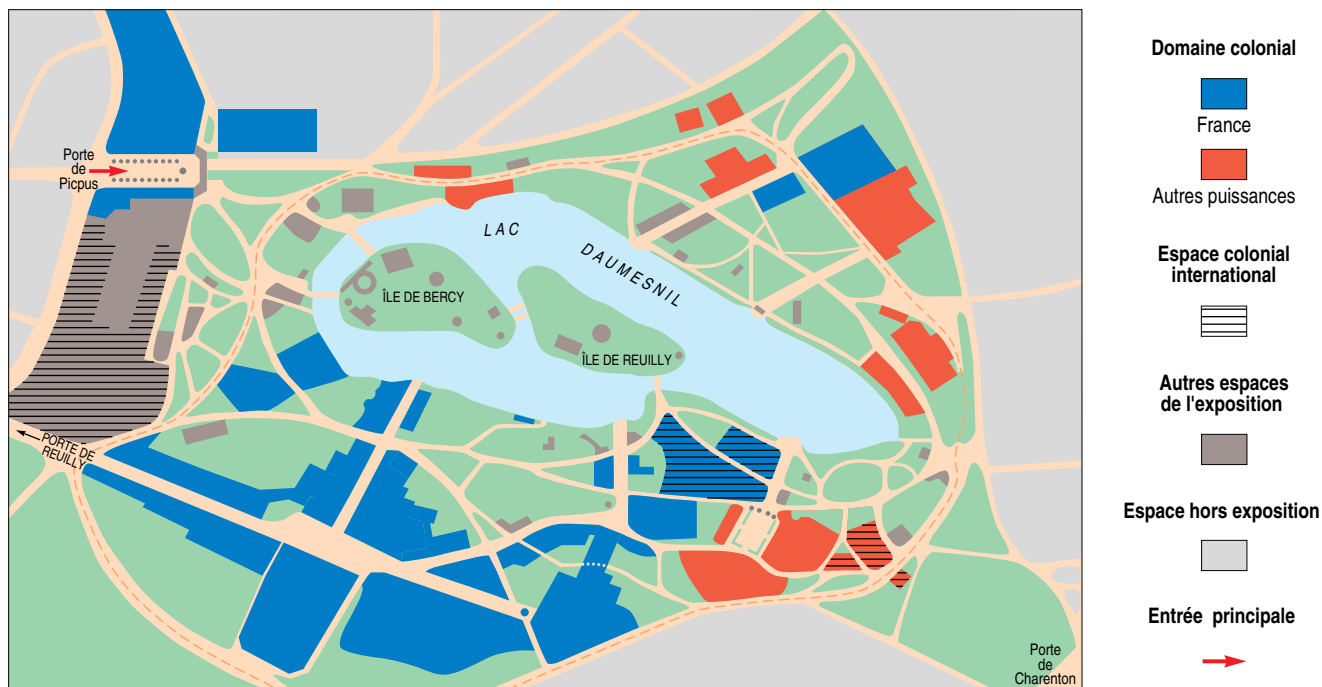 Porte
de
Picpus
LAC
DAUMESNIL
ÎLE DE BERCY
ÎLE DE REUILLY
PORTE DE
REUILLY
Porte
de
Charenton
Domaine colonial
France
Autres puissances
Espace colonial
international
Autres espaces
de l'exposition
Espace hors exposition
Entrée principale